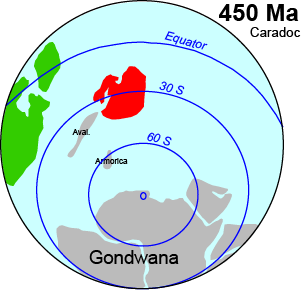 450 Ma
Caradoc
Equator
30 S
Aval.
60 S
Armorica
Gondwana